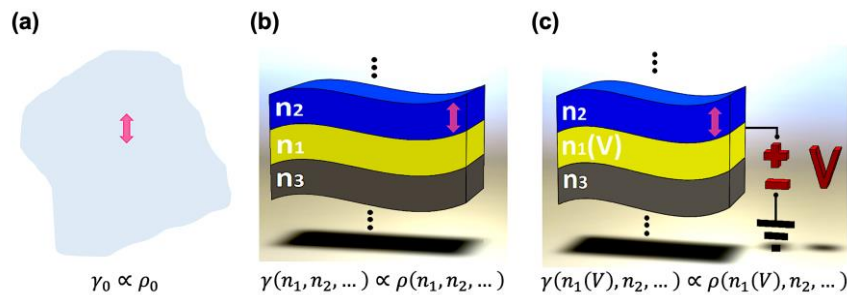 (a)
γ₀ ∝ ρ₀
(b)
n₂
n₁
n₃
γ(n₁, n₂, …) ∝ ρ(n₁, n₂, …)
(c)
n₂
n₁(V)
n₃
+
-
V
γ(n₁(V), n₂, …) ∝ ρ(n₁(V), n₂, …)